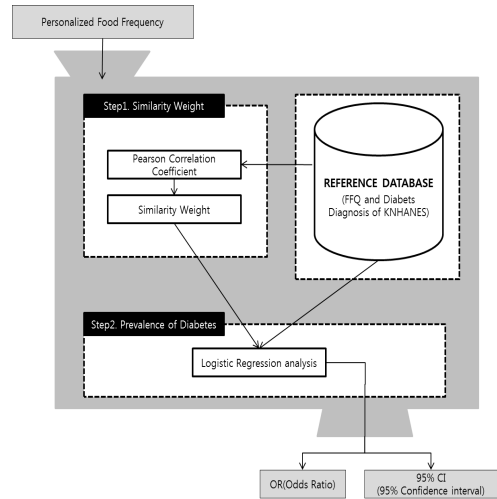 Personalized Food Frequency
Step1. Similarity Weight
Pearson Correlation
Coefficient
Similarity Weight
REFERENCE DATABASE
(FFQ and Diabets
Diagnosis of KNHANES)
Step2. Prevalence of Diabetes
Logistic Regression analysis
OR(Odds Ratio)
95% CI
(95% Confidence interval)